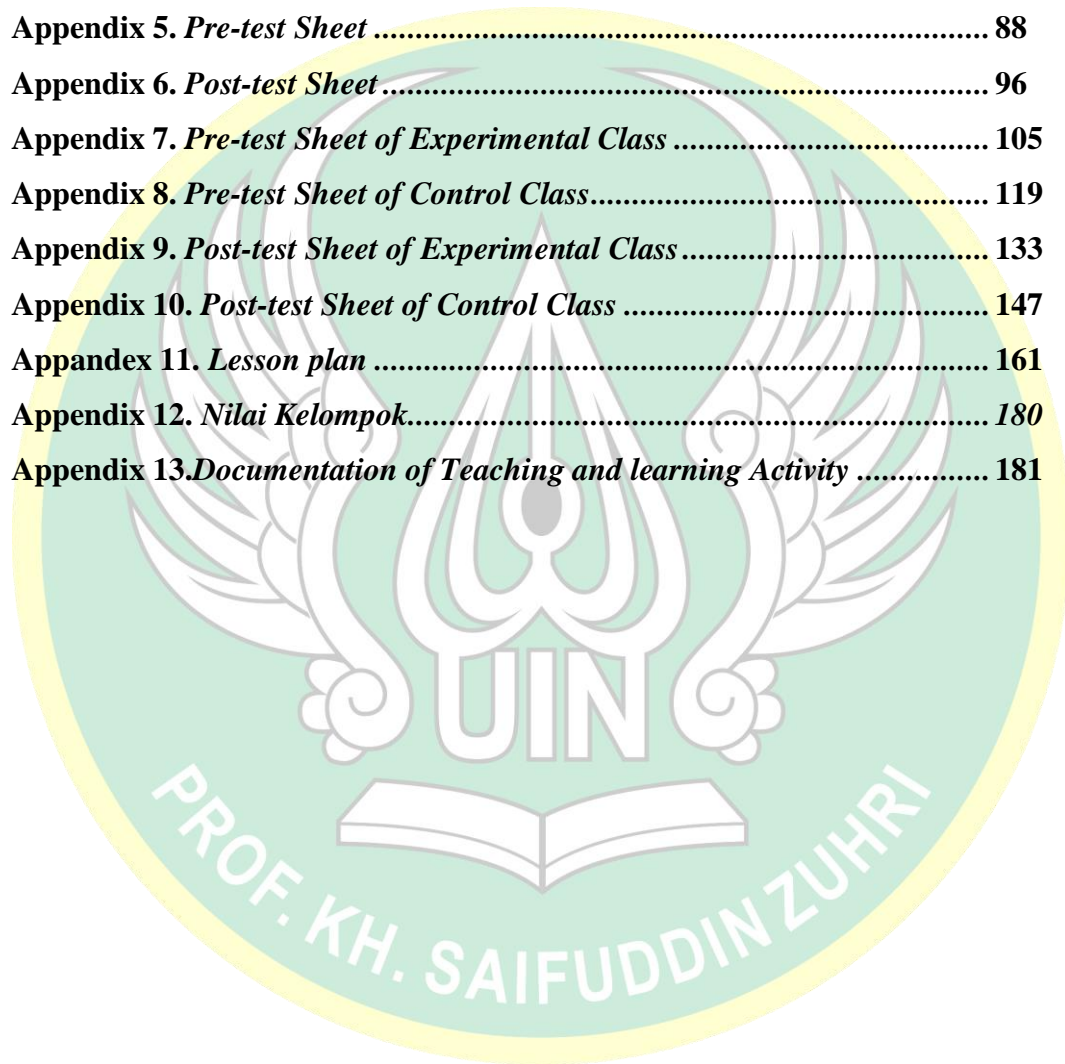 Appendix 5. Pre-test Sheet ........................................................................... 88
Appendix 6. Post-test Sheet .......................................................................... 96
Appendix 7. Pre-test Sheet of Experimental Class ...................................... 105
Appendix 8. Pre-test Sheet of Control Class................................................ 119
Appendix 9. Post-test Sheet of Experimental Class ..................................... 133
Appendix 10. Post-test Sheet of Control Class ............................................ 147
Appandex 11. Lesson plan ........................................................................... 161
Appendix 12. Nilai Kelompok....................................................................... 180
Appendix 13.Documentation of Teaching and learning Activity ................ 181
UIN
PROF. KH. SAIFUDDIN ZUHRI